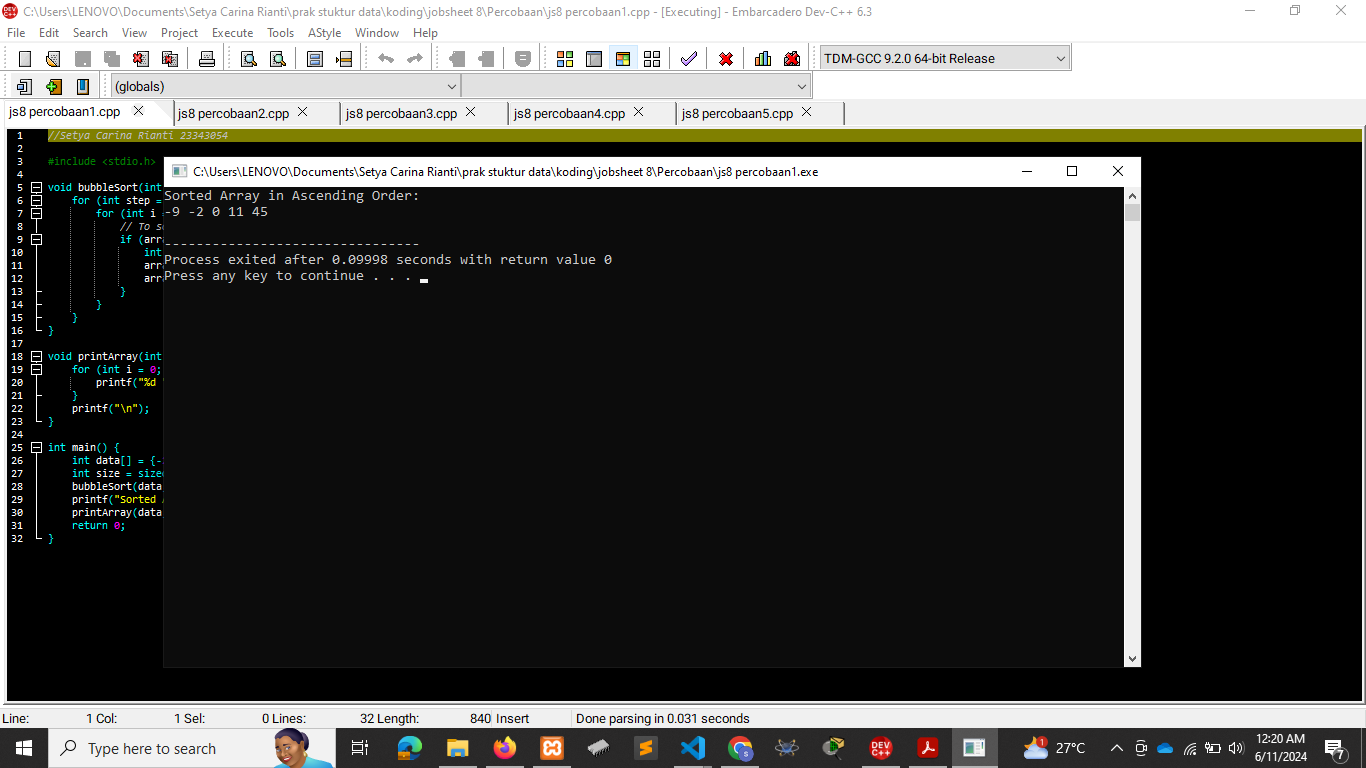 C:\Users\LENOVO\Documents\Setya Carina Rianti\prak stuktur data\koding\jobsheet 8\Percobaan\js8 percobaan1.cpp - [Executing] - Embarcadero Dev-C++ 6.3
File Edit Search View Project Execute Tools AStyle Window Help
TDM-GCC 9.2.0 64-bit Release
(globals)
js8 percobaan1.cpp js8 percobaan2.cpp js8 percobaan3.cpp js8 percobaan4.cpp js8 percobaan5.cpp
1 //Setya Carina Rianti 23343054
2
3 #include <stdio.h>
4
C:\Users\LENOVO\Documents\Setya Carina Rianti\prak stuktur data\koding\jobsheet 8\Percobaan\js8 percobaan1.exe
Sorted Array in Ascending Order:
-9 -2 0 11 45
--------------------------------
Process exited after 0.09998 seconds with return value 0
Press any key to continue . . .
5 void bubbleSort(int
6 for (int step =
7 for (int i
8 // To s
9 if (arr
10 int
11 arr
12 arr
13 }
14 }
15 }
16 }
17
18 void printArray(int
19 for (int i = 0;
20 printf("%d
21 }
22 printf("\n");
23 }
24
25 int main() {
26 int data[] = {-
27 int size = size
28 bubbleSort(data
29 printf("Sorted
30 printArray(data
31 return 0;
32 }
Line: 1 Col: 1 Sel: 0 Lines: 32 Length: 840 Insert Done parsing in 0.031 seconds
Type here to search
DEV C++
1 27°C
12:20 AM
6/11/2024
7